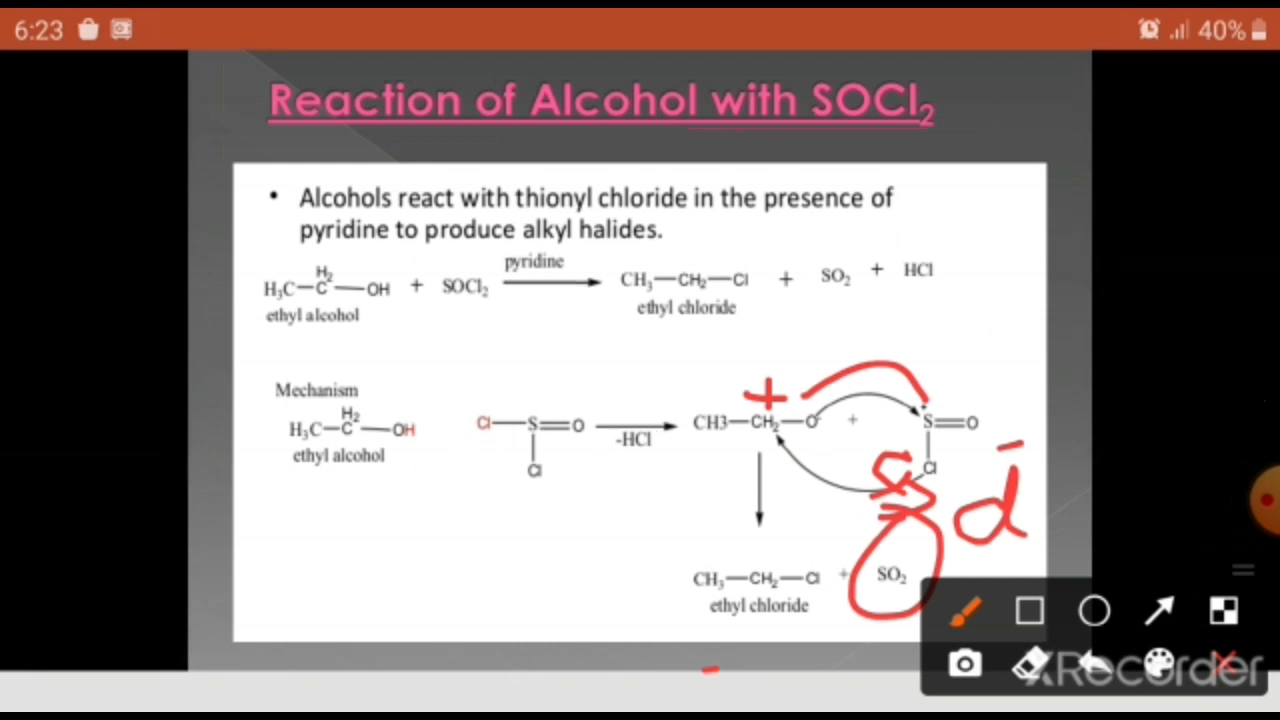 6:23 40%
Reaction of Alcohol with SOCl₂
• Alcohols react with thionyl chloride in the presence of
pyridine to produce alkyl halides.
pyridine
H₃C—C—OH + SOCl₂ CH₃—CH₂—Cl + SO₂ + HCl
H₂
ethyl alcohol ethyl chloride
Mechanism
H₂
H₃C—C—OH Cl—S=O -HCl CH3—CH₂—O + S=O
ethyl alcohol Cl Cl
+
CH₃—CH₂—Cl + SO₂
ethyl chloride
XRecorder